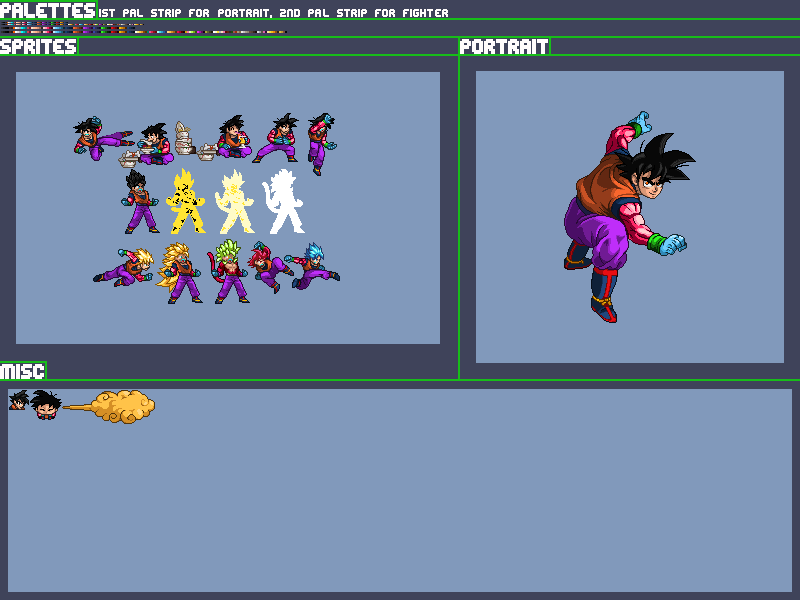 PALETTES 1ST PAL STRIP FOR PORTRAIT, 2ND PAL STRIP FOR FIGHTER
SPRITES
PORTRAIT
MISC